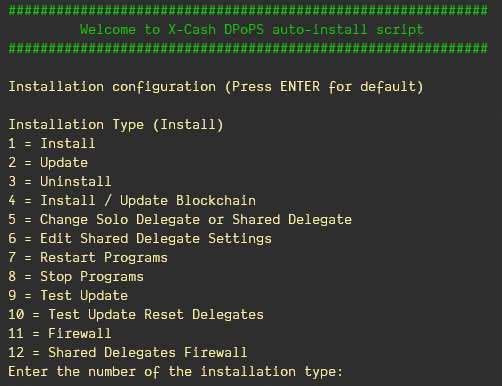 ############################################################
Welcome to X-Cash DPoPS auto-install script
############################################################
Installation configuration (Press ENTER for default)
Installation Type (Install)
1 = Install
2 = Update
3 = Uninstall
4 = Install / Update Blockchain
5 = Change Solo Delegate or Shared Delegate
6 = Edit Shared Delegate Settings
7 = Restart Programs
8 = Stop Programs
9 = Test Update
10 = Test Update Reset Delegates
11 = Firewall
12 = Shared Delegates Firewall
Enter the number of the installation type: